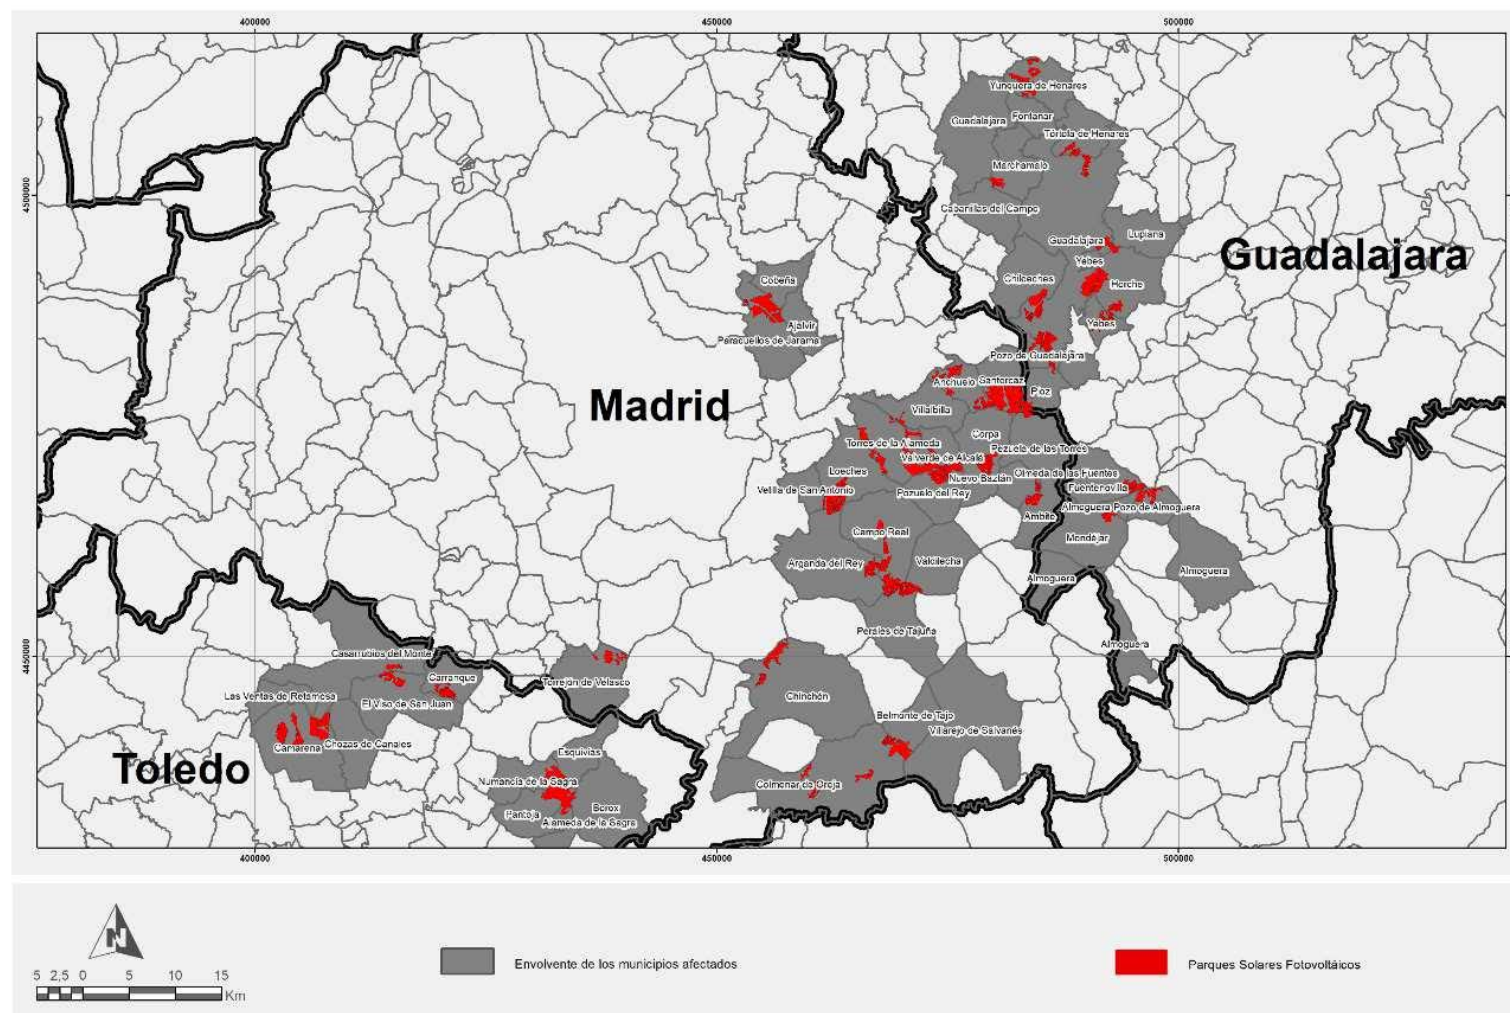 400000 450000 500000
4500000
450000
Yunquera de Henares
Guadalajara
Fontanar
Tórtola de Henares
Marchamalo
Cabanillas del Campo
Guadalajara
Lupiana
Guadalajara
Yebes
Chiloeches
Horche
Cobeña
Ajalvir
Paracuellos de Jarama
Yebes
Pozo de Guadalajara
Madrid
Anchuelo
Santorcaz
Pioz
Villalbilla
Corpa
Torres de la Alameda
Pezuela de las Torres
Valverde de Alcalá
Loeches
Nuevo Baztán
Olmeda de las Fuentes
Velilla de San Antonio
Pozuelo del Rey
Fuentenovilla
Ambite
Almoguera
Pozo de Almoguera
Campo Real
Mondéjar
Arganda del Rey
Valdilecha
Almoguera
Almoguera
Perales de Tajuña
Almoguera
Casarrubios del Monte
Carranque
Torrejón de Velasco
Las Ventas de Retamosa
El Viso de San Juan
Chinchón
Belmonte de Tajo
Villarejo de Salvanés
Camarena
Chozas de Canales
Toledo
Esquivias
Numancia de la Sagra
Colmenar de Oreja
Borox
Pantoja
Alameda de la Sagra
400000 450000 500000
N
5 2,5 0 5 10 15
Km
Envolvente de los municipios afectados
Parques Solares Fotovoltáicos